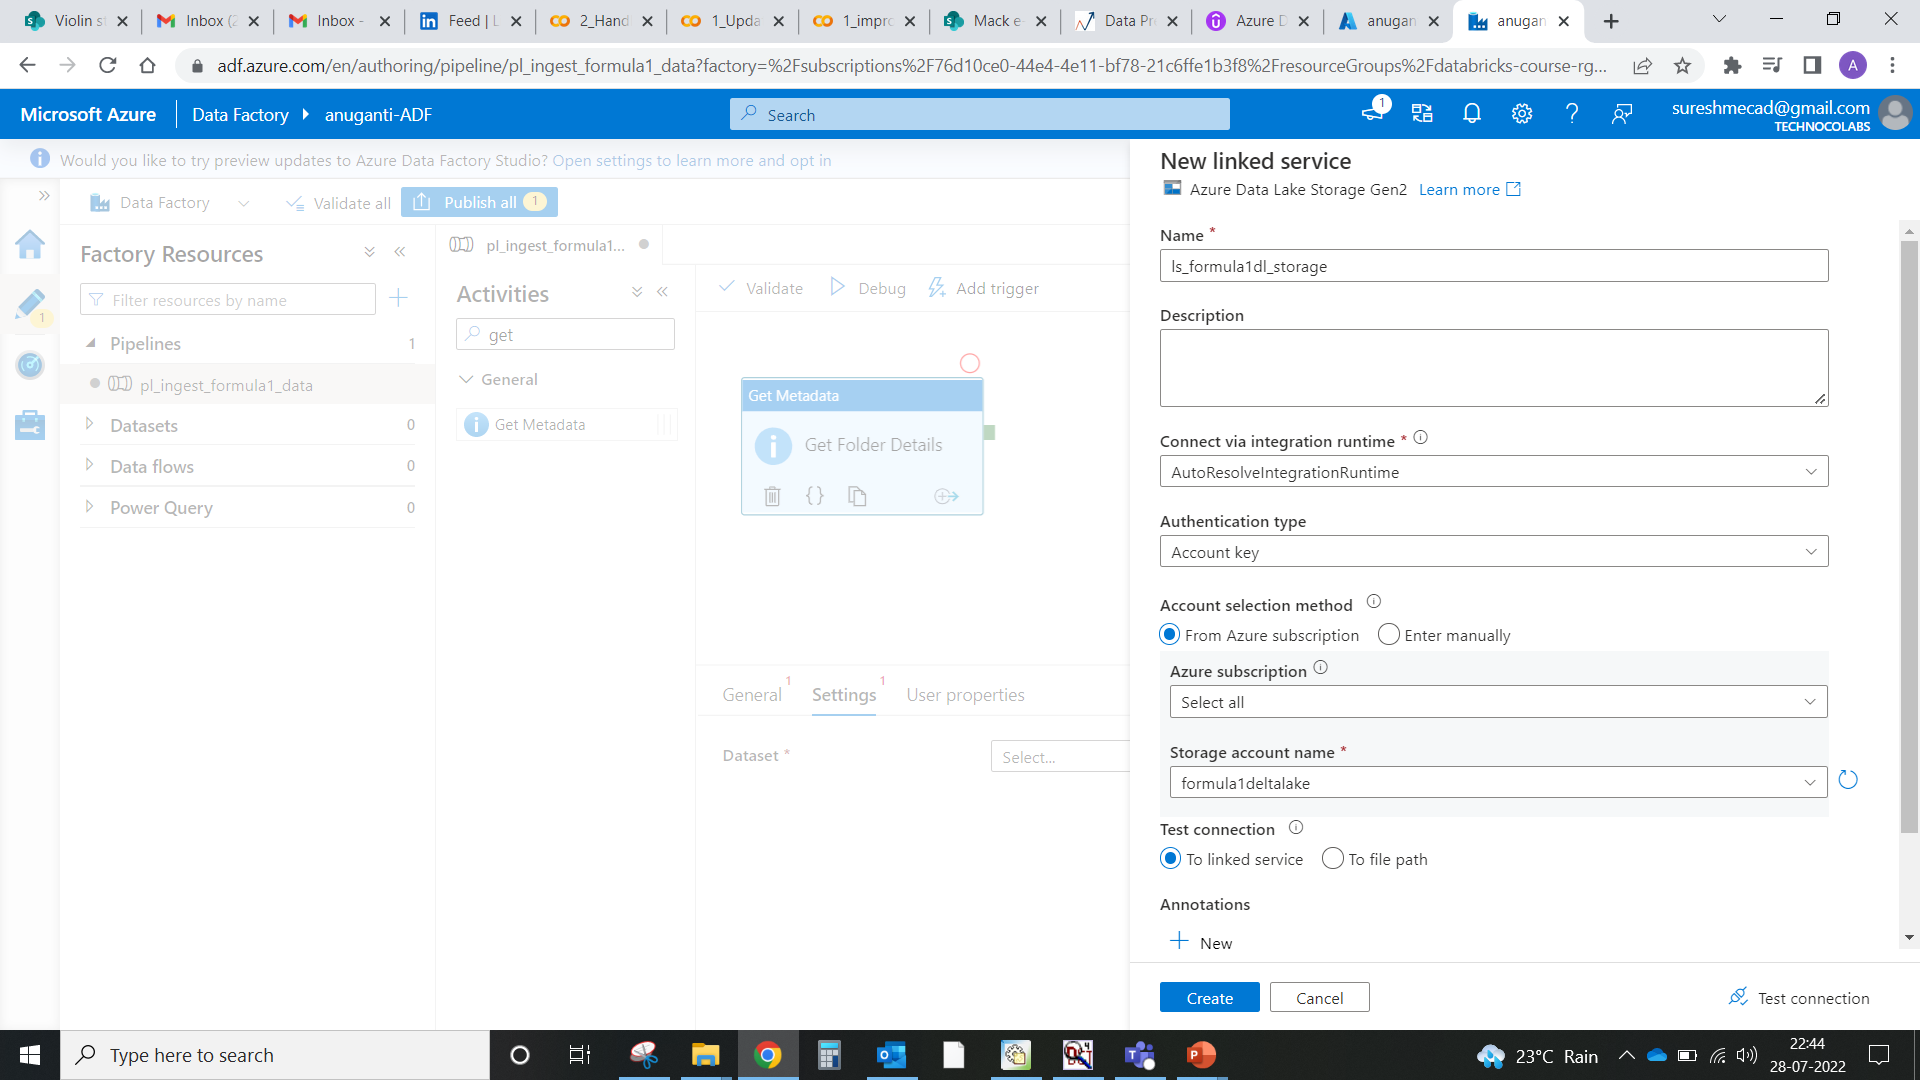 Violin st
Inbox (2
Inbox -
Feed | L
2_Handl
1_Upda
1_impro
Mack e-
Data Pre
Azure D
anugan
anugan
adf.azure.com/en/authoring/pipeline/pl_ingest_formula1_data?factory=%2Fsubscriptions%2F76d10ce0-44e4-4e11-bf78-21c6ffe1b3f8%2FresourceGroups%2Fdatabricks-course-rg...
A
Microsoft Azure
Data Factory
anuganti-ADF
Search
1
sureshmecad@gmail.com
TECHNOCOLABS
Would you like to try preview updates to Azure Data Factory Studio? Open settings to learn more and opt in
Data Factory
Validate all
Publish all 1
Factory Resources
Filter resources by name
1
Pipelines 1
pl_ingest_formula1_data
Datasets 0
Data flows 0
Power Query 0
pl_ingest_formula1...
Activities
get
General
Get Metadata
Validate
Debug
Add trigger
Get Metadata
Get Folder Details
{}
General 1
Settings 1
User properties
Dataset *
Select...
New linked service
Azure Data Lake Storage Gen2 Learn more
Name *
ls_formula1dl_storage
Description
Connect via integration runtime *
AutoResolveIntegrationRuntime
Authentication type
Account key
Account selection method
From Azure subscription
Enter manually
Azure subscription
Select all
Storage account name *
formula1deltalake
Test connection
To linked service
To file path
Annotations
New
Create
Cancel
Test connection
Type here to search
23°C Rain
22:44
28-07-2022